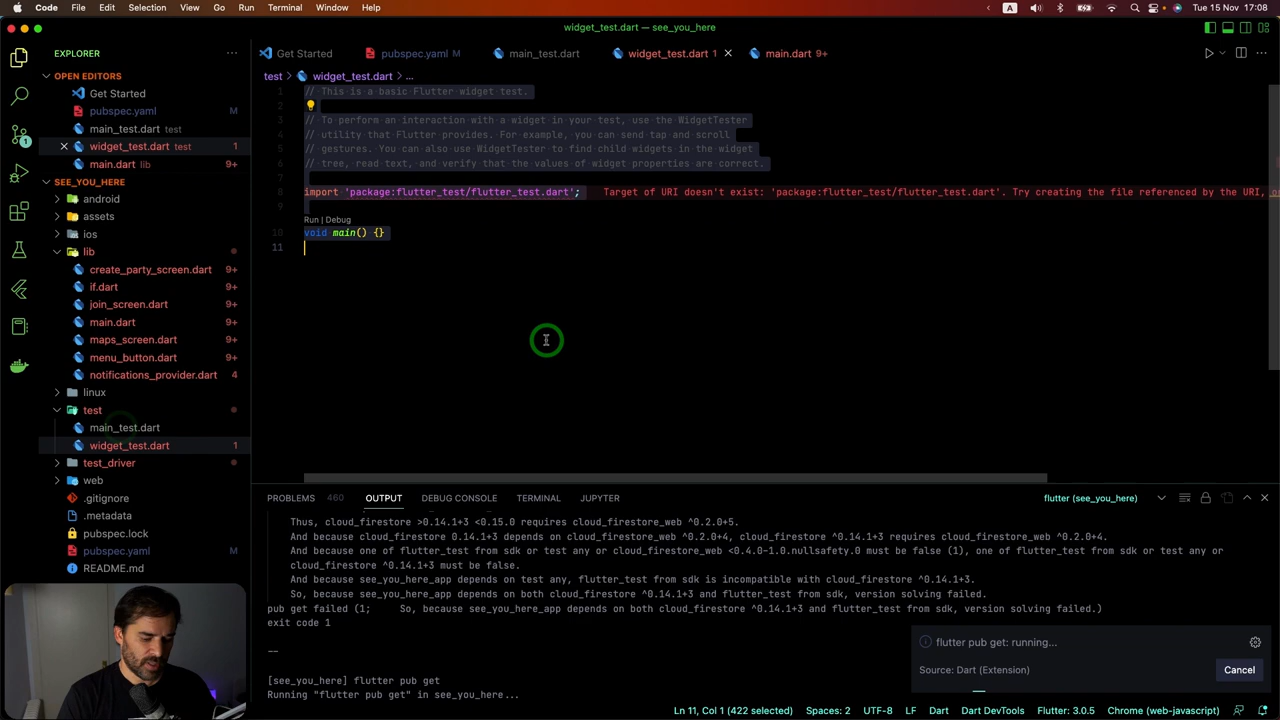 Code File Edit Selection View Go Run Terminal Window Help
A Tue 15 Nov 17:08
widget_test.dart — see_you_here
EXPLORER
Get Started
pubspec.yaml M
main_test.dart
widget_test.dart 1
main.dart 9+
OPEN EDITORS
test > widget_test.dart > ...
Get Started
pubspec.yaml M
main_test.dart test
widget_test.dart test 1
main.dart lib 9+
SEE_YOU_HERE
android
assets
ios
lib
create_party_screen.dart 9+
if.dart 9+
join_screen.dart 9+
main.dart 9+
maps_screen.dart 9+
menu_button.dart 9+
notifications_provider.dart 4
linux
test
main_test.dart
widget_test.dart 1
test_driver
web
.gitignore
.metadata
pubspec.lock
pubspec.yaml M
README.md
1 // This is a basic Flutter widget test.
2
3 // To perform an interaction with a widget in your test, use the WidgetTester
4 // utility that Flutter provides. For example, you can send tap and scroll
5 // gestures. You can also use WidgetTester to find child widgets in the widget
6 // tree, read text, and verify that the values of widget properties are correct.
7
8 import 'package:flutter_test/flutter_test.dart'; Target of URI doesn't exist: 'package:flutter_test/flutter_test.dart'. Try creating the file referenced by the URI, or
9
Run | Debug
10 void main() {}
11
PROBLEMS 460 OUTPUT DEBUG CONSOLE TERMINAL JUPYTER
flutter (see_you_here)
Thus, cloud_firestore >0.14.1+3 <0.15.0 requires cloud_firestore_web ^0.2.0+5.
And because cloud_firestore 0.14.1+3 depends on cloud_firestore_web ^0.2.0+4, cloud_firestore ^0.14.1+3 requires cloud_firestore_web ^0.2.0+4.
And because one of flutter_test from sdk or test any or cloud_firestore_web <0.4.0-1.0.nullsafety.0 must be false (1), one of flutter_test from sdk or test any or
cloud_firestore ^0.14.1+3 must be false.
And because see_you_here_app depends on test any, flutter_test from sdk is incompatible with cloud_firestore ^0.14.1+3.
So, because see_you_here_app depends on both cloud_firestore ^0.14.1+3 and flutter_test from sdk, version solving failed.
pub get failed (1; So, because see_you_here_app depends on both cloud_firestore ^0.14.1+3 and flutter_test from sdk, version solving failed.)
exit code 1
--
[see_you_here] flutter pub get
Running "flutter pub get" in see_you_here...
flutter pub get: running...
Source: Dart (Extension)
Cancel
Ln 11, Col 1 (422 selected) Spaces: 2 UTF-8 LF Dart Dart DevTools Flutter: 3.0.5 Chrome (web-javascript)